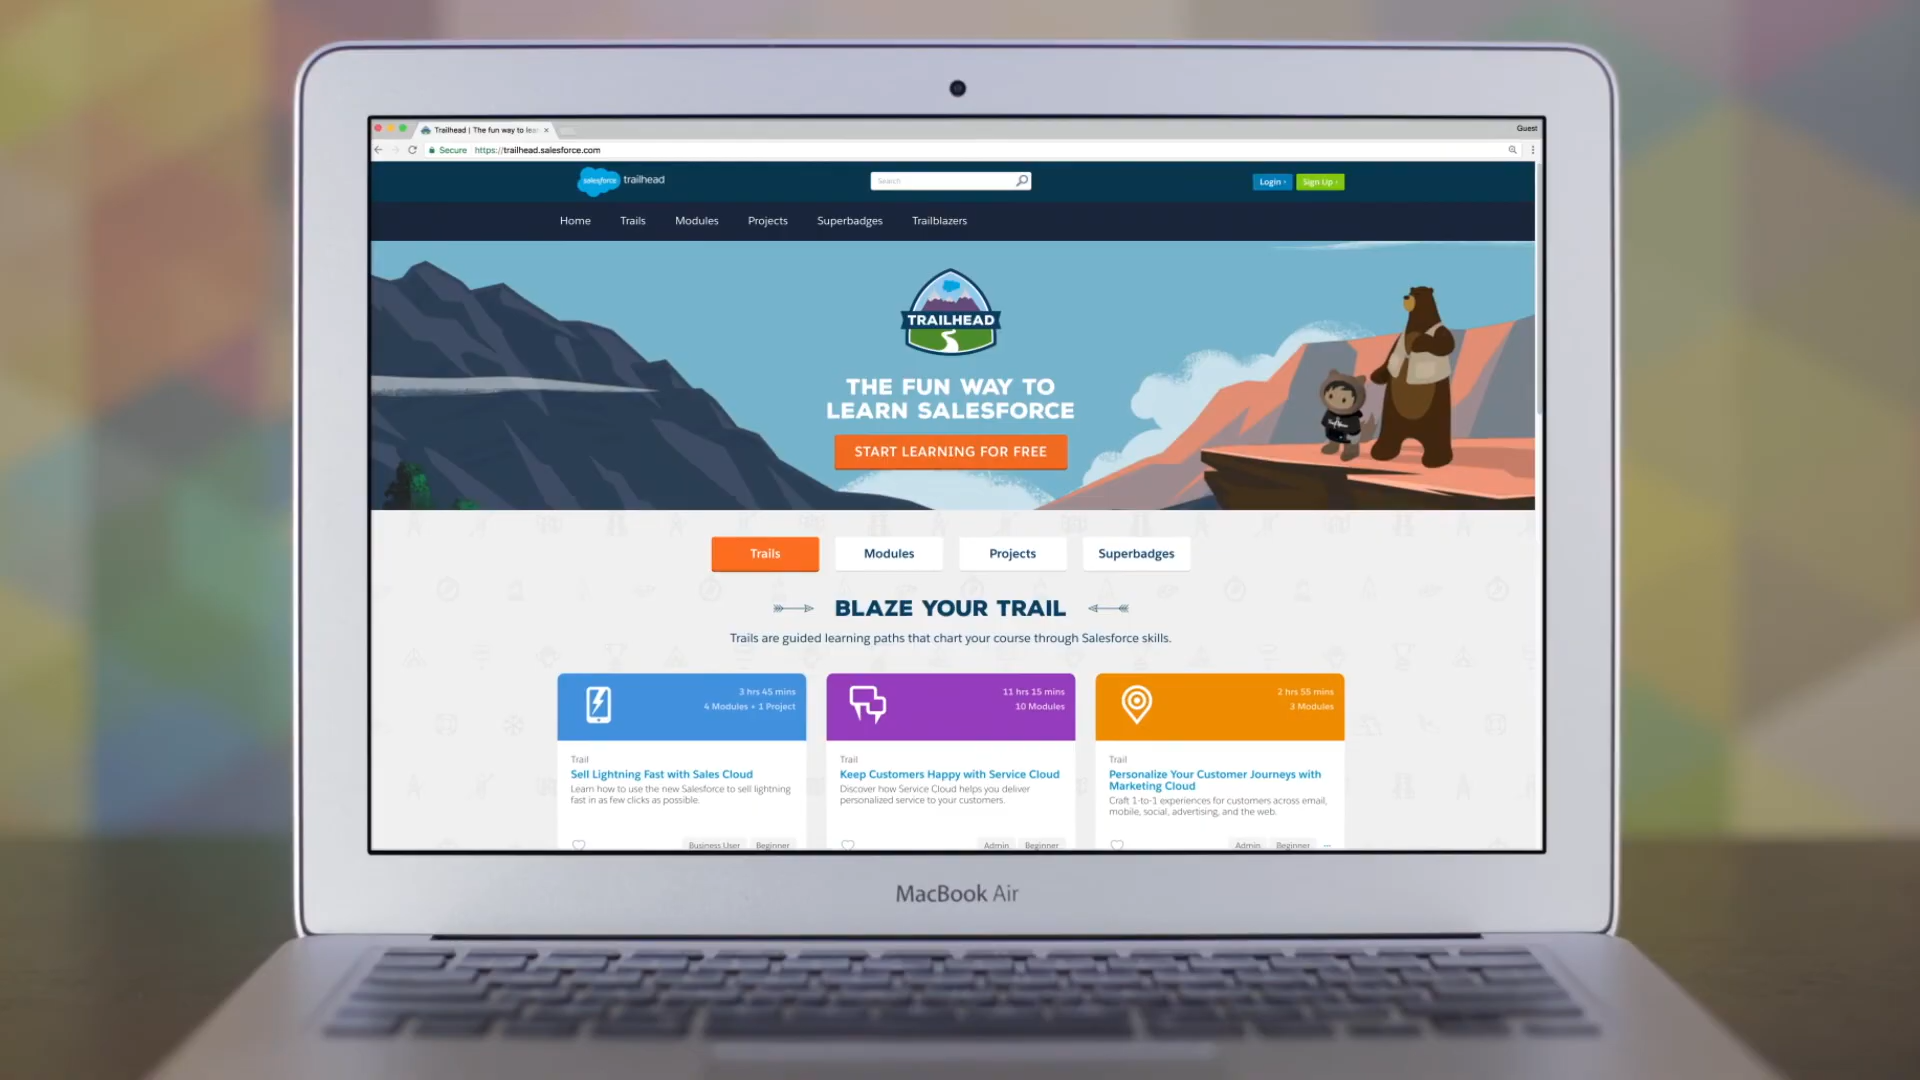 Trailhead | The fun way to lea
Guest
Secure https://trailhead.salesforce.com
salesforce trailhead
Search
Login ›
Sign Up ›
Home Trails Modules Projects Superbadges Trailblazers
TRAILHEAD
THE FUN WAY TO
LEARN SALESFORCE
START LEARNING FOR FREE
Trails Modules Projects Superbadges
BLAZE YOUR TRAIL
Trails are guided learning paths that chart your course through Salesforce skills.
3 hrs 45 mins
4 Modules • 1 Project
Trail
Sell Lightning Fast with Sales Cloud
Learn how to use the new Salesforce to sell lightning
fast in as few clicks as possible.
Business User Beginner
11 hrs 15 mins
10 Modules
Trail
Keep Customers Happy with Service Cloud
Discover how Service Cloud helps you deliver
personalized service to your customers.
Admin Beginner
2 hrs 55 mins
3 Modules
Trail
Personalize Your Customer Journeys with
Marketing Cloud
Craft 1-to-1 experiences for customers across email,
mobile, social, advertising, and the web.
Admin Beginner ...
MacBook Air